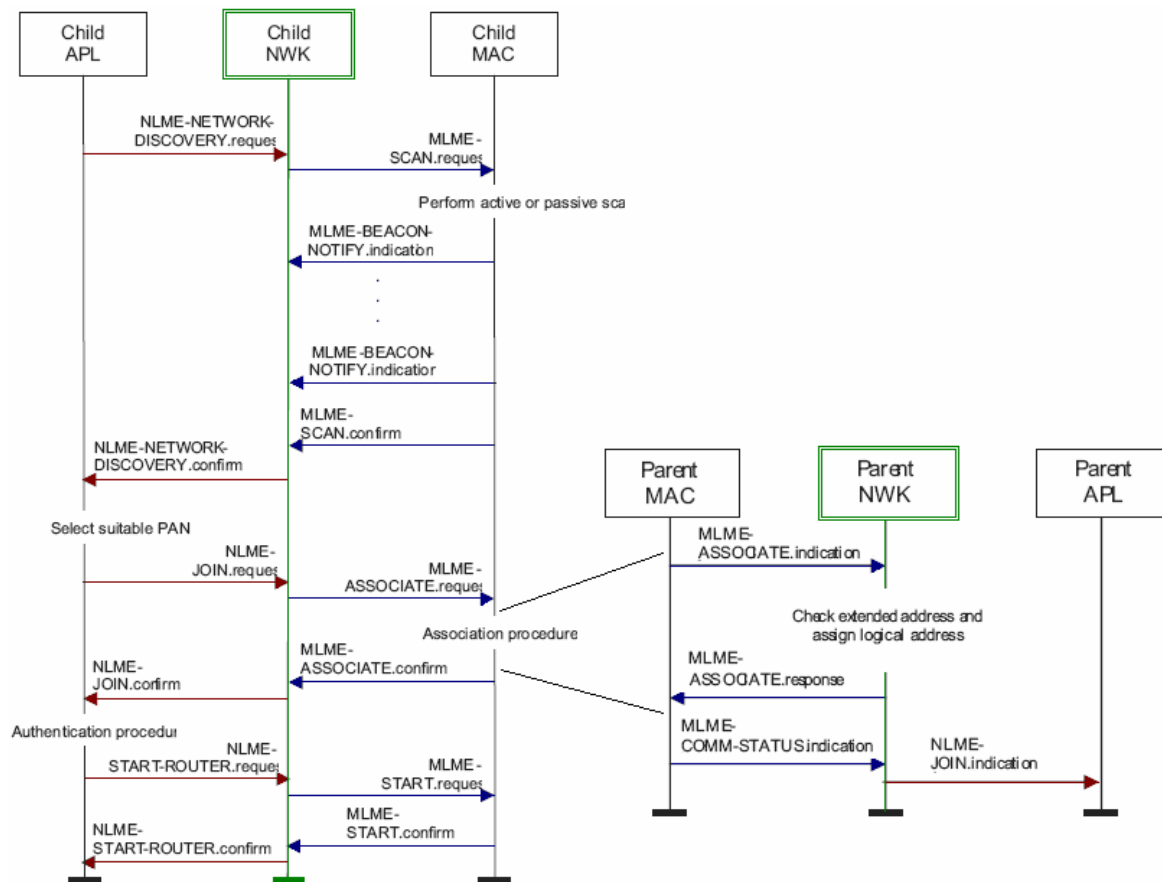 Child
APL
Child
NWK
Child
MAC
NLME-NETWORK-
DISCOVERY.reques
MLME-
SCAN.reques
Perform active or passive sca
MLME-BEACON-
NOTIFY.indication
.
.
.
MLME-BEACON-
NOTIFY.indication
MLME-
SCAN.confirm
NLME-NETWORK-
DISCOVERY.confirm
Select suitable PAN
NLME-
JOIN.reques
MLME-
ASSOCIATE.reques
Association procedure
MLME-
ASSOCIATE.confirm
NLME-
JOIN.confirm
Authentication procedur
NLME-
START-ROUTER.reques
MLME-
START.reques
MLME-
START.confirm
NLME-
START-ROUTER.confirm
Parent
MAC
Parent
NWK
Parent
APL
MLME-
ASSOCIATE.indication
Check extended address and
assign logical address
MLME-
ASSOCIATE.response
MLME-
COMM-STATUS.indication
NLME-
JOIN.indication